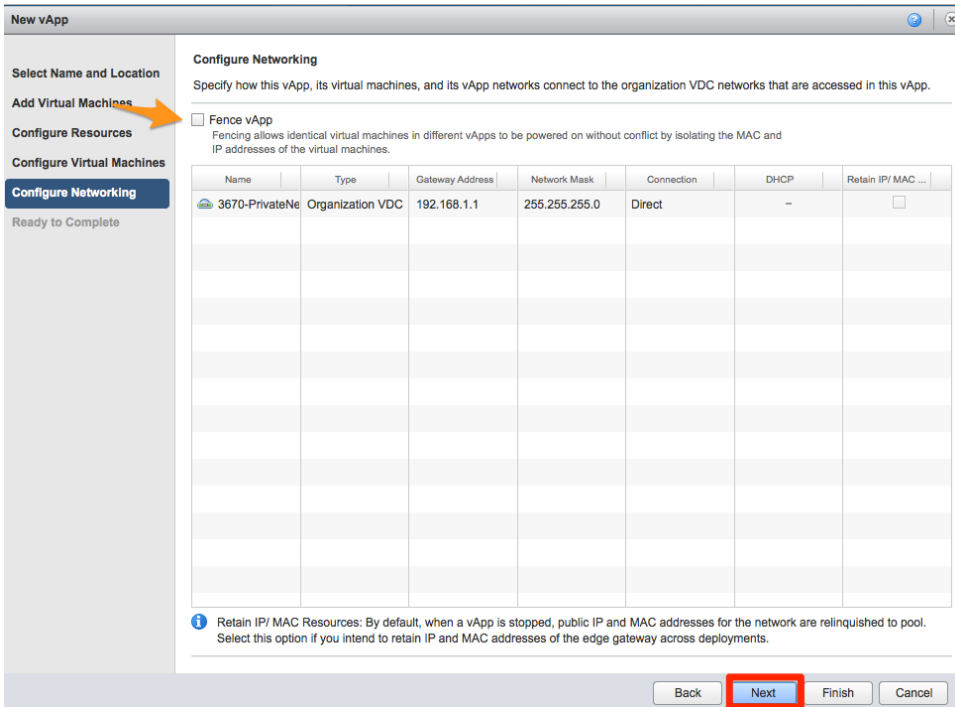 New vApp
Select Name and Location
Add Virtual Machines
Configure Resources
Configure Virtual Machines
Configure Networking
Ready to Complete
Configure Networking
Specify how this vApp, its virtual machines, and its vApp networks connect to the organization VDC networks that are accessed in this vApp.
Fence vApp
Fencing allows identical virtual machines in different vApps to be powered on without conflict by isolating the MAC and
IP addresses of the virtual machines.
Name Type Gateway Address Network Mask Connection DHCP Retain IP/ MAC ...
3670-PrivateNe Organization VDC 192.168.1.1 255.255.255.0 Direct -
Retain IP/ MAC Resources: By default, when a vApp is stopped, public IP and MAC addresses for the network are relinquished to pool.
Select this option if you intend to retain IP and MAC addresses of the edge gateway across deployments.
Back Next Finish Cancel